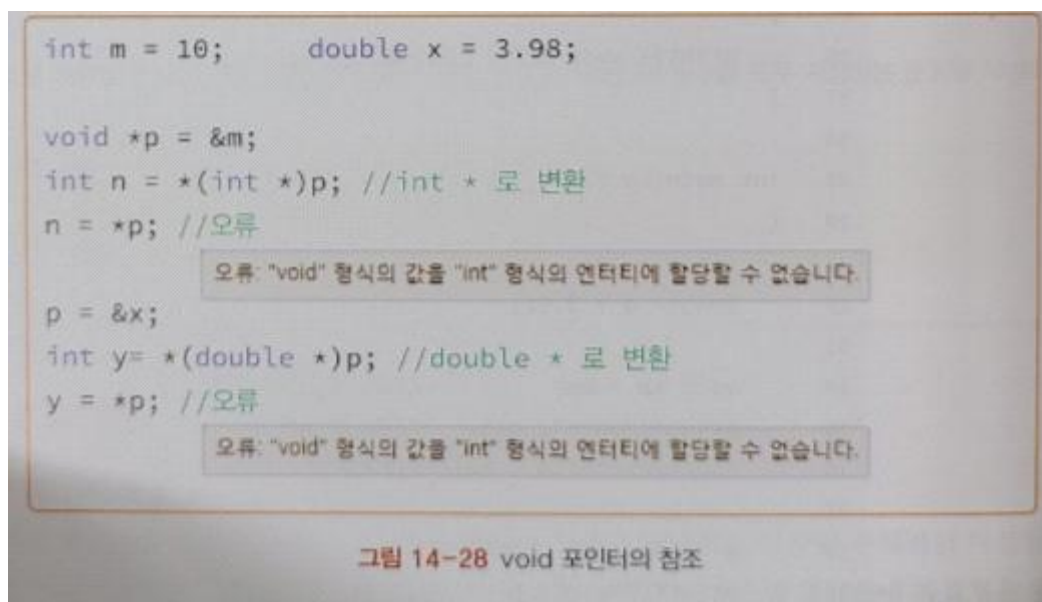 int m = 10;      double x = 3.98;
void *p = &m;
int n = *(int *)p; //int * 로 변환
n = *p; //오류
오류: "void" 형식의 값을 "int" 형식의 엔터티에 할당할 수 없습니다.
p = &x;
int y= *(double *)p; //double * 로 변환
y = *p; //오류
오류: "void" 형식의 값을 "int" 형식의 엔터티에 할당할 수 없습니다.
그림 14-28 void 포인터의 참조